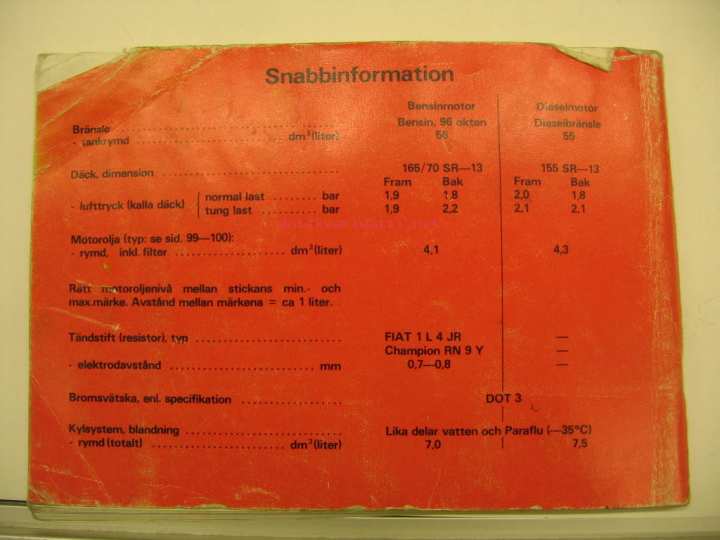 Snabbinformation
Bensinmotor Dieselmotor
Bränsle Bensin, 96 oktan Dieselbränsle
- tankrymd dm³ (liter) 55 55
Däck, dimension 165/70 SR—13 155 SR—13
Fram Bak Fram Bak
- lufttryck (kalla däck) normal last bar 1,9 1,8 2,0 1,8
tung last bar 1,9 2,2 2,1 2,1
Motorolja (typ: se sid. 99—100):
- rymd, inkl. filter dm³ (liter) 4,1 4,3
Rätt motoroljenivå mellan stickans min.- och
max.märke. Avstånd mellan märkena = ca 1 liter.
Tändstift (resistor), typ FIAT 1 L 4 JR —
Champion RN 9 Y —
- elektrodavstånd mm 0,7—0,8 —
Bromsvätska, enl. specifikation DOT 3
Kylsystem, blandning Lika delar vatten och Paraflu (—35°C)
- rymd (totalt) dm³ (liter) 7,0 7,5